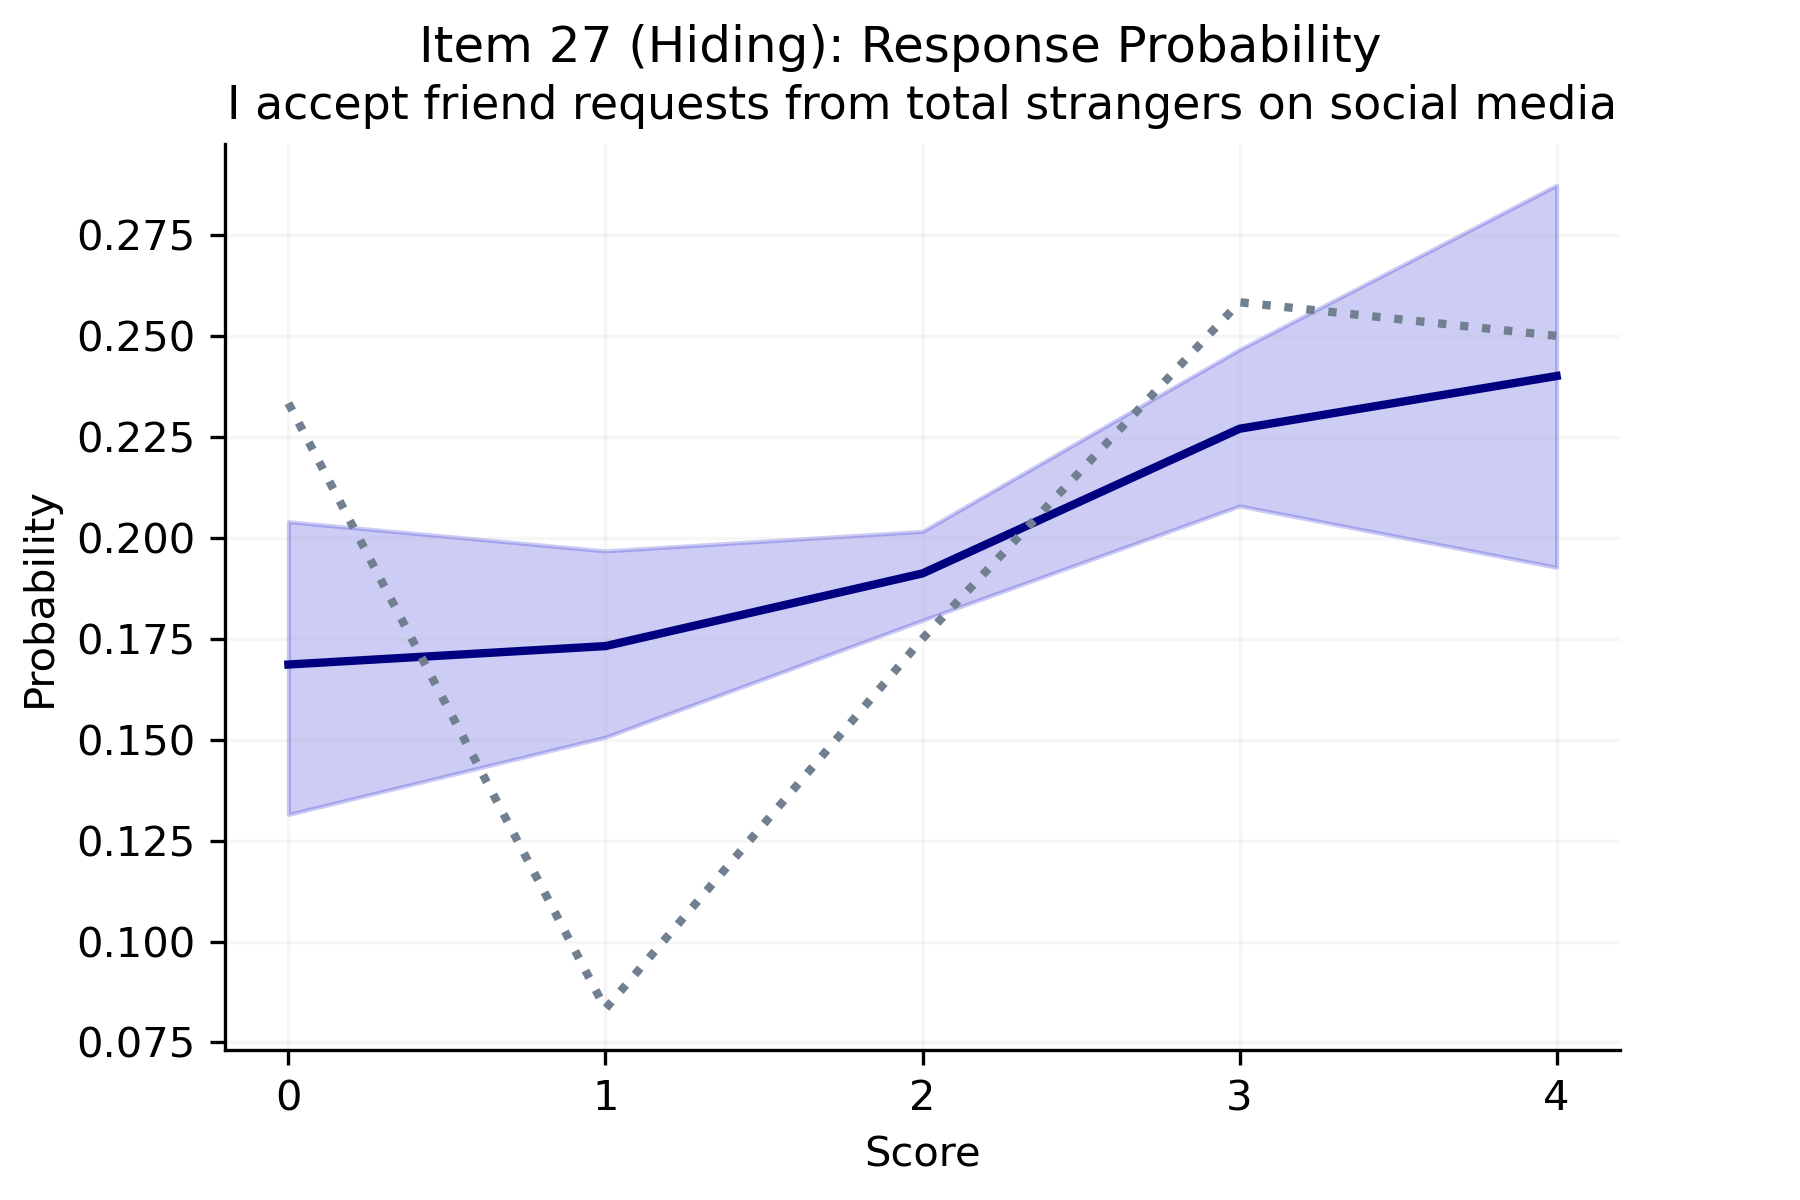 Item 27 (Hiding): Response Probability
I accept friend requests from total strangers on social media
0.275
0.250
0.225
0.200
0.175
0.150
0.125
0.100
0.075
Probability
0 1 2 3 4
Score